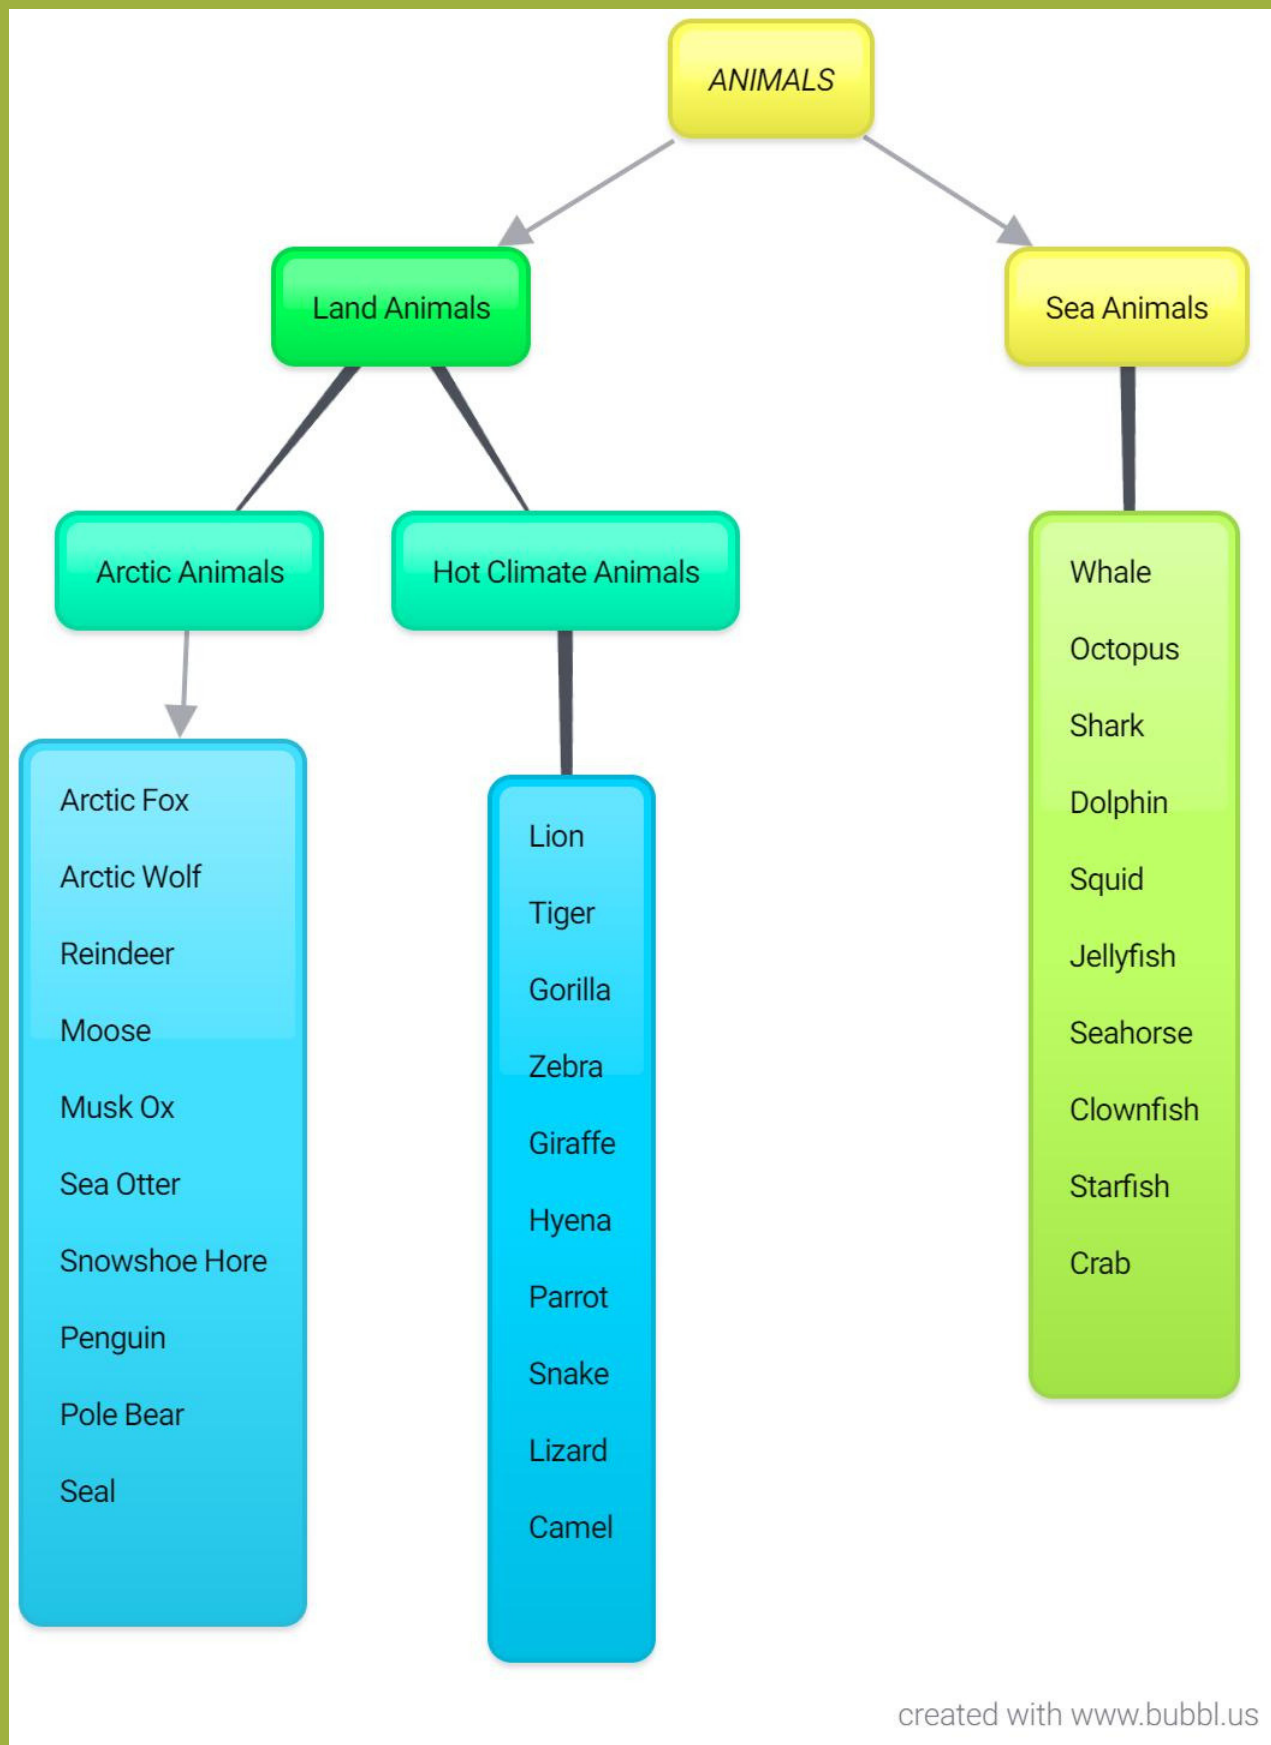 ANIMALS
Land Animals
Sea Animals
Arctic Animals
Hot Climate Animals
Arctic Fox
Arctic Wolf
Reindeer
Moose
Musk Ox
Sea Otter
Snowshoe Hore
Penguin
Pole Bear
Seal
Lion
Tiger
Gorilla
Zebra
Giraffe
Hyena
Parrot
Snake
Lizard
Camel
Whale
Octopus
Shark
Dolphin
Squid
Jellyfish
Seahorse
Clownfish
Starfish
Crab
created with www.bubbl.us